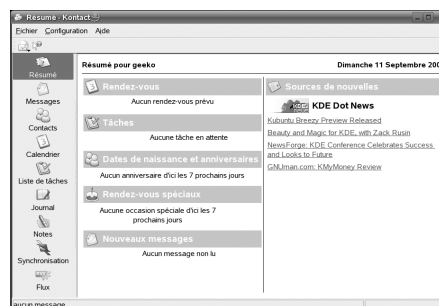 Résumé - Kontact
Fichier Configuration Aide
Résumé
Messages
Contacts
Calendrier
Liste de tâches
Journal
Notes
Synchronisation
Flux
Résumé pour geeko
Dimanche 11 Septembre 200
Rendez-vous
Aucun rendez-vous prévu
Tâches
Aucune tâche en attente
Dates de naissance et anniversaires
Aucun anniversaire d'ici les 7 prochains jours
Rendez-vous spéciaux
Aucune occasion spéciale d'ici les 7
prochains jours
Nouveaux messages
Aucun message non lu
Sources de nouvelles
KDE Dot News
Kubuntu Breezy Preview Released
Beauty and Magic for KDE, with Zack Rusin
NewsForge: KDE Conference Celebrates Success
and Looks to Future
GNUman.com: KMyMoney Review
aucun message